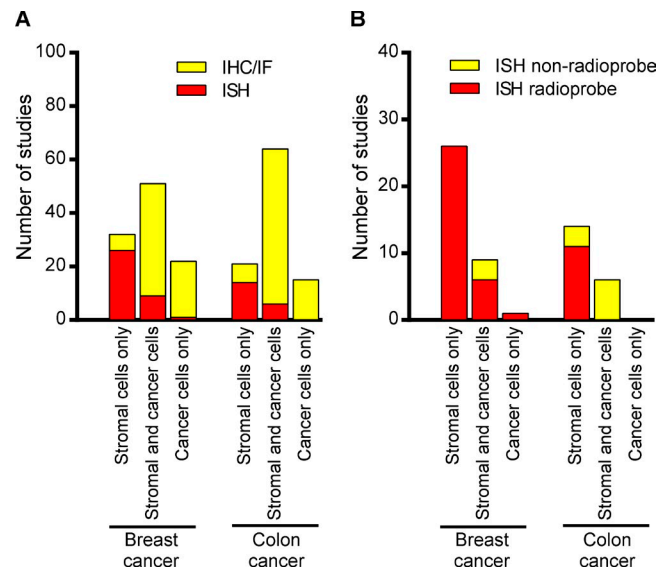 A
Number of studies
100
80
60
40
20
0
IHC/IF
ISH
Stromal cells only
Stromal and cancer cells
Cancer cells only
Stromal cells only
Stromal and cancer cells
Cancer cells only
Breast
cancer
Colon
cancer
B
Number of studies
40
30
20
10
0
ISH non-radioprobe
ISH radioprobe
Stromal cells only
Stromal and cancer cells
Cancer cells only
Stromal cells only
Stromal and cancer cells
Cancer cells only
Breast
cancer
Colon
cancer